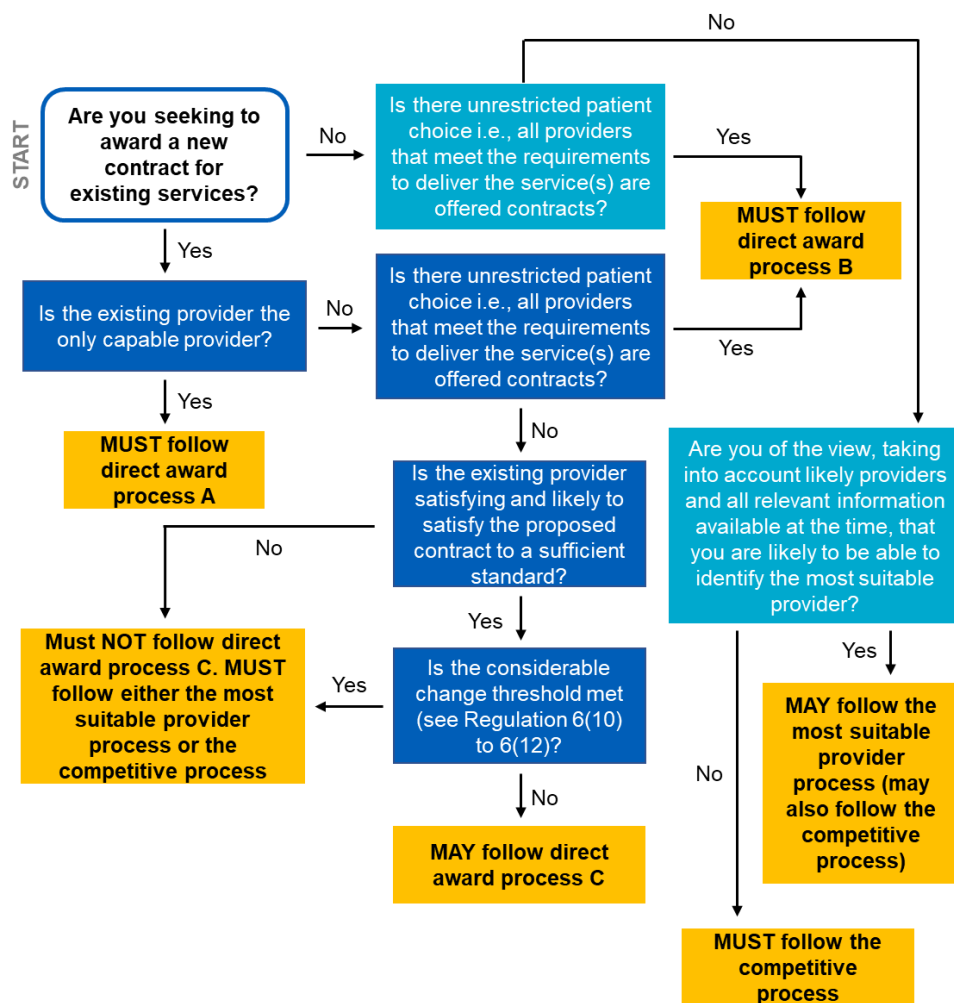 START
Are you seeking to
award a new
contract for
existing services?
No
Is there unrestricted patient
choice i.e., all providers
that meet the requirements
to deliver the service(s) are
offered contracts?
No
Yes
MUST follow
direct award
process B
Yes
Is the existing provider the
only capable provider?
No
Is there unrestricted patient
choice i.e., all providers
that meet the requirements
to deliver the service(s) are
offered contracts?
Yes
Yes
MUST follow
direct award
process A
No
Is the existing provider
satisfying and likely to
satisfy the proposed
contract to a sufficient
standard?
No
Yes
Must NOT follow direct
award process C. MUST
follow either the most
suitable provider
process or the
competitive process
Yes
Is the considerable
change threshold met
(see Regulation 6(10)
to 6(12)?
No
MAY follow direct
award process C
Are you of the view, taking
into account likely providers
and all relevant information
available at the time, that
you are likely to be able to
identify the most suitable
provider?
Yes
MAY follow the
most suitable
provider
process (may
also follow the
competitive
process)
No
MUST follow the
competitive
process